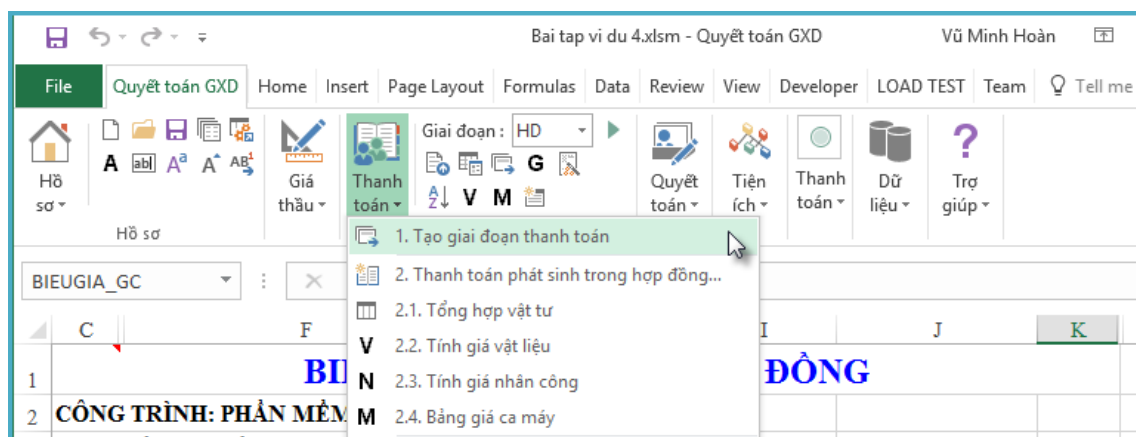 Bai tap vi du 4.xlsm - Quyết toán GXD Vũ Minh Hoàn
File Quyết toán GXD Home Insert Page Layout Formulas Data Review View Developer LOAD TEST Team Tell me
Giai đoạn : HD
A ab| Aª A^ AB¹ G
Hồ sơ Giá thầu Thanh toán Quyết toán Tiện ích Thanh toán Dữ liệu Trợ giúp
A Z V M
Hồ sơ
1. Tạo giai đoạn thanh toán
BIEUGIA_GC
2. Thanh toán phát sinh trong hợp đồng...
2.1. Tổng hợp vật tư
C F I J K
V 2.2. Tính giá vật liệu
1 BI ĐỒNG
N 2.3. Tính giá nhân công
2 CÔNG TRÌNH: PHẦN MỀM
M 2.4. Bảng giá ca máy